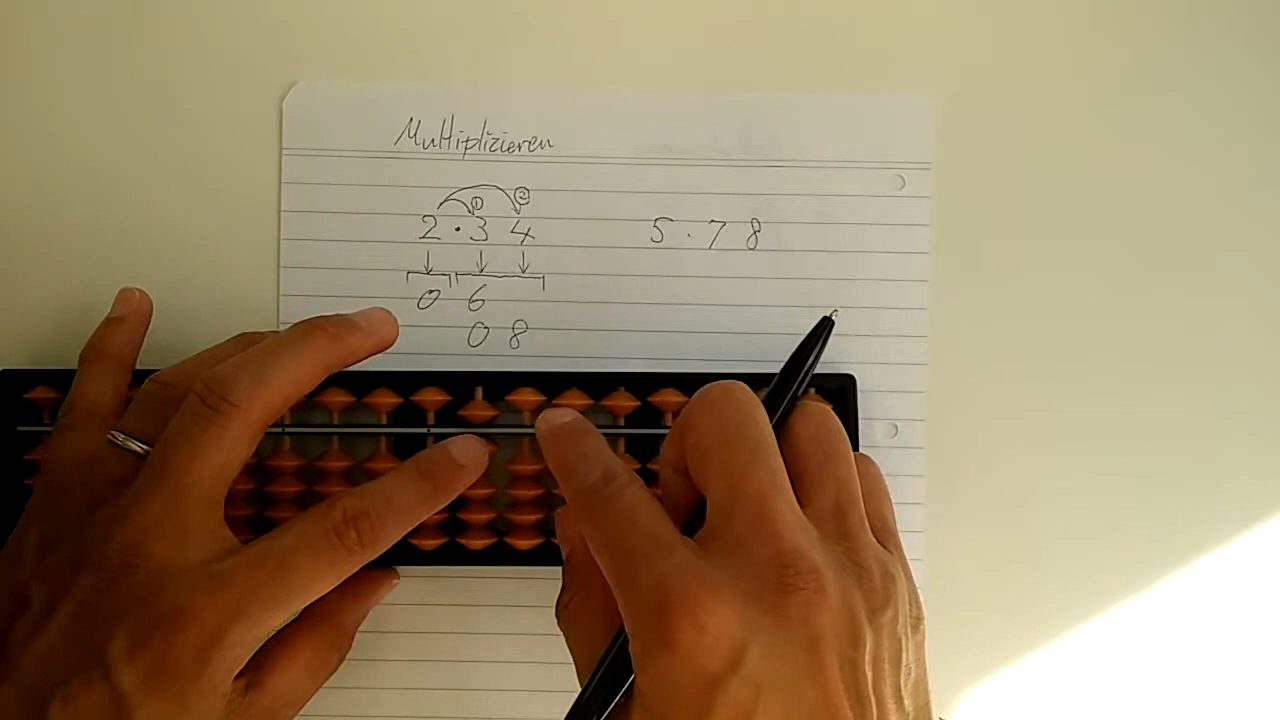 Multiplizieren
① ②
2 · 3 4 5 · 7 8
0 6
0 8